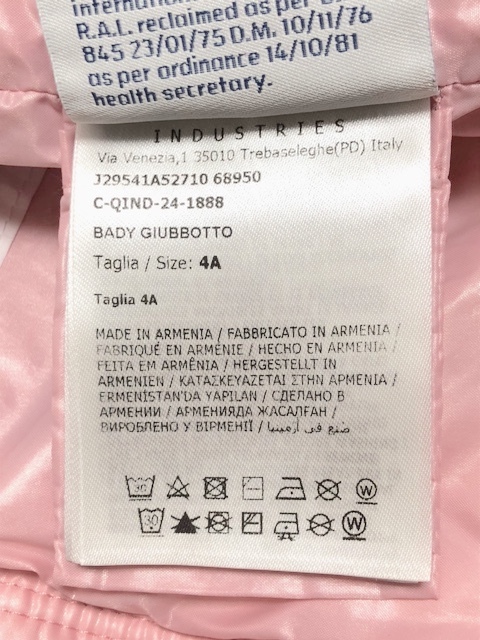 international
R.A.L. reclaimed as per
845 23/01/75 D.M. 10/11/76
as per ordinance 14/10/81
health secretary.
INDUSTRIES
Via Venezia,1 35010 Trebaseleghe(PD) Italy
J29541A52710 68950
C-QIND-24-1888
BADY GIUBBOTTO
Taglia / Size: 4A
Taglia 4A
MADE IN ARMENIA / FABBRICATO IN ARMENIA /
FABRIQUÉ EN ARMÉNIE / HECHO EN ARMENIA /
FEITA EM ARMÊNIA / HERGESTELLT IN
ARMENIEN / ΚΑΤΑΣΚΕΥΑΖΕΤΑΙ ΣΤΗΝ ΑΡΜΕΝΙΑ /
ERMENİSTAN'DA YAPILAN / СДЕЛАНО В
АРМЕНИИ / АРМЕНИЯДА ЖАСАЛҒАН /
ВИРОБЛЕНО У ВІРМЕНІЇ / صنع في أرمينيا
30 W
30 W